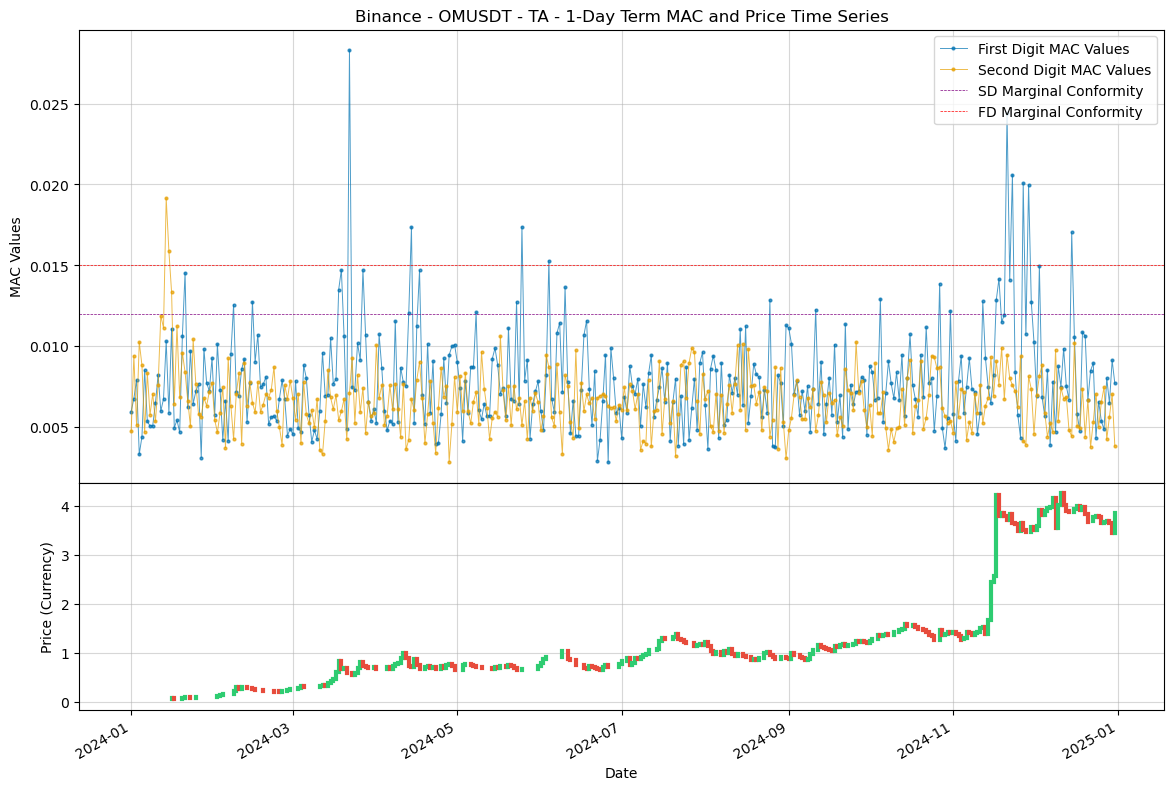 Binance - OMUSDT - TA - 1-Day Term MAC and Price Time Series
First Digit MAC Values
Second Digit MAC Values
SD Marginal Conformity
FD Marginal Conformity
MAC Values
0.025
0.020
0.015
0.010
0.005
Price (Currency)
4
3
2
1
0
2024-01
2024-03
2024-05
2024-07
2024-09
2024-11
2025-01
Date